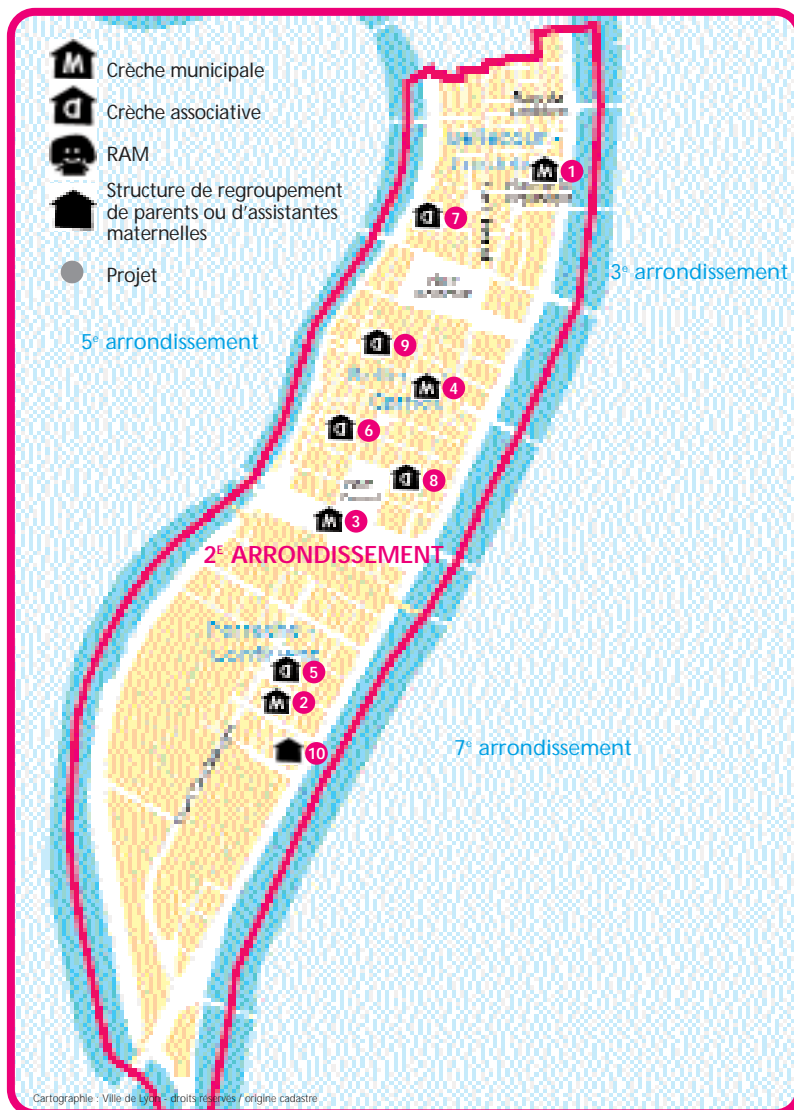 M
Crèche municipale
a
Crèche associative
RAM
Structure de regroupement
de parents ou d'assistantes
maternelles
Projet
M 1
a 7
3e arrondissement
5e arrondissement
a 9
M 4
a 6
a 8
M 3
2E ARRONDISSEMENT
Perrache -
Confluent
a 5
M 2
10
7e arrondissement
Cartographie : Ville de Lyon - droits réservés / origine cadastre